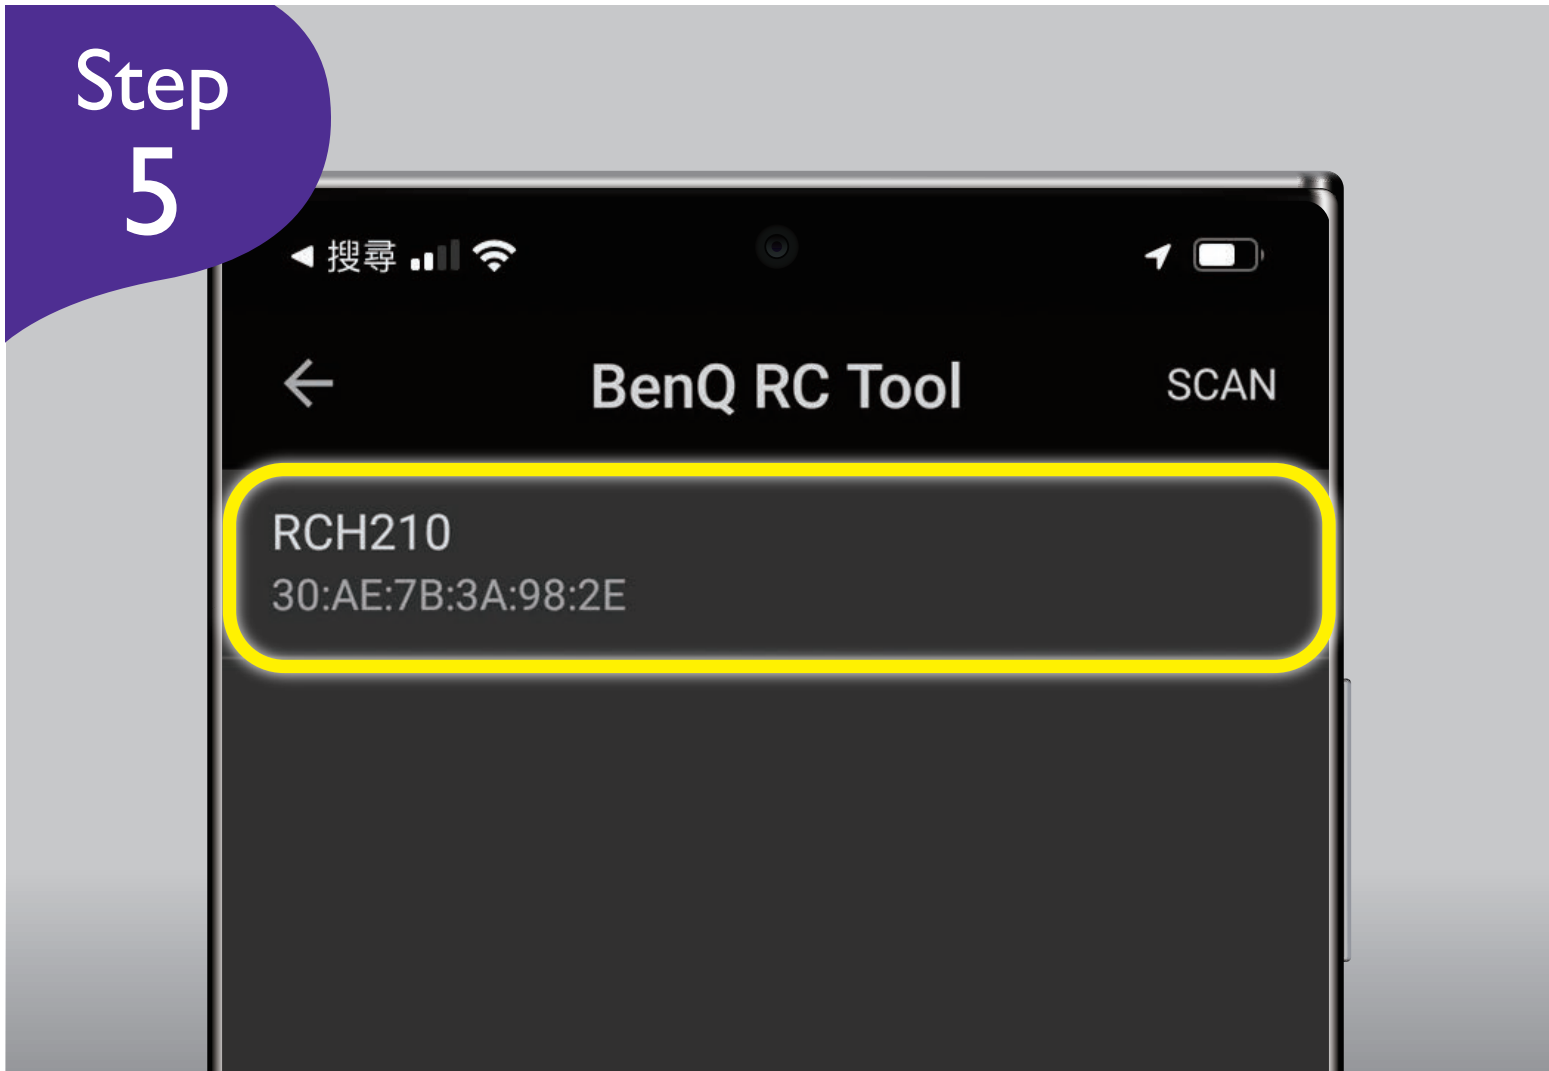 Step
5
搜尋
BenQ RC Tool
SCAN
RCH210
30:AE:7B:3A:98:2E